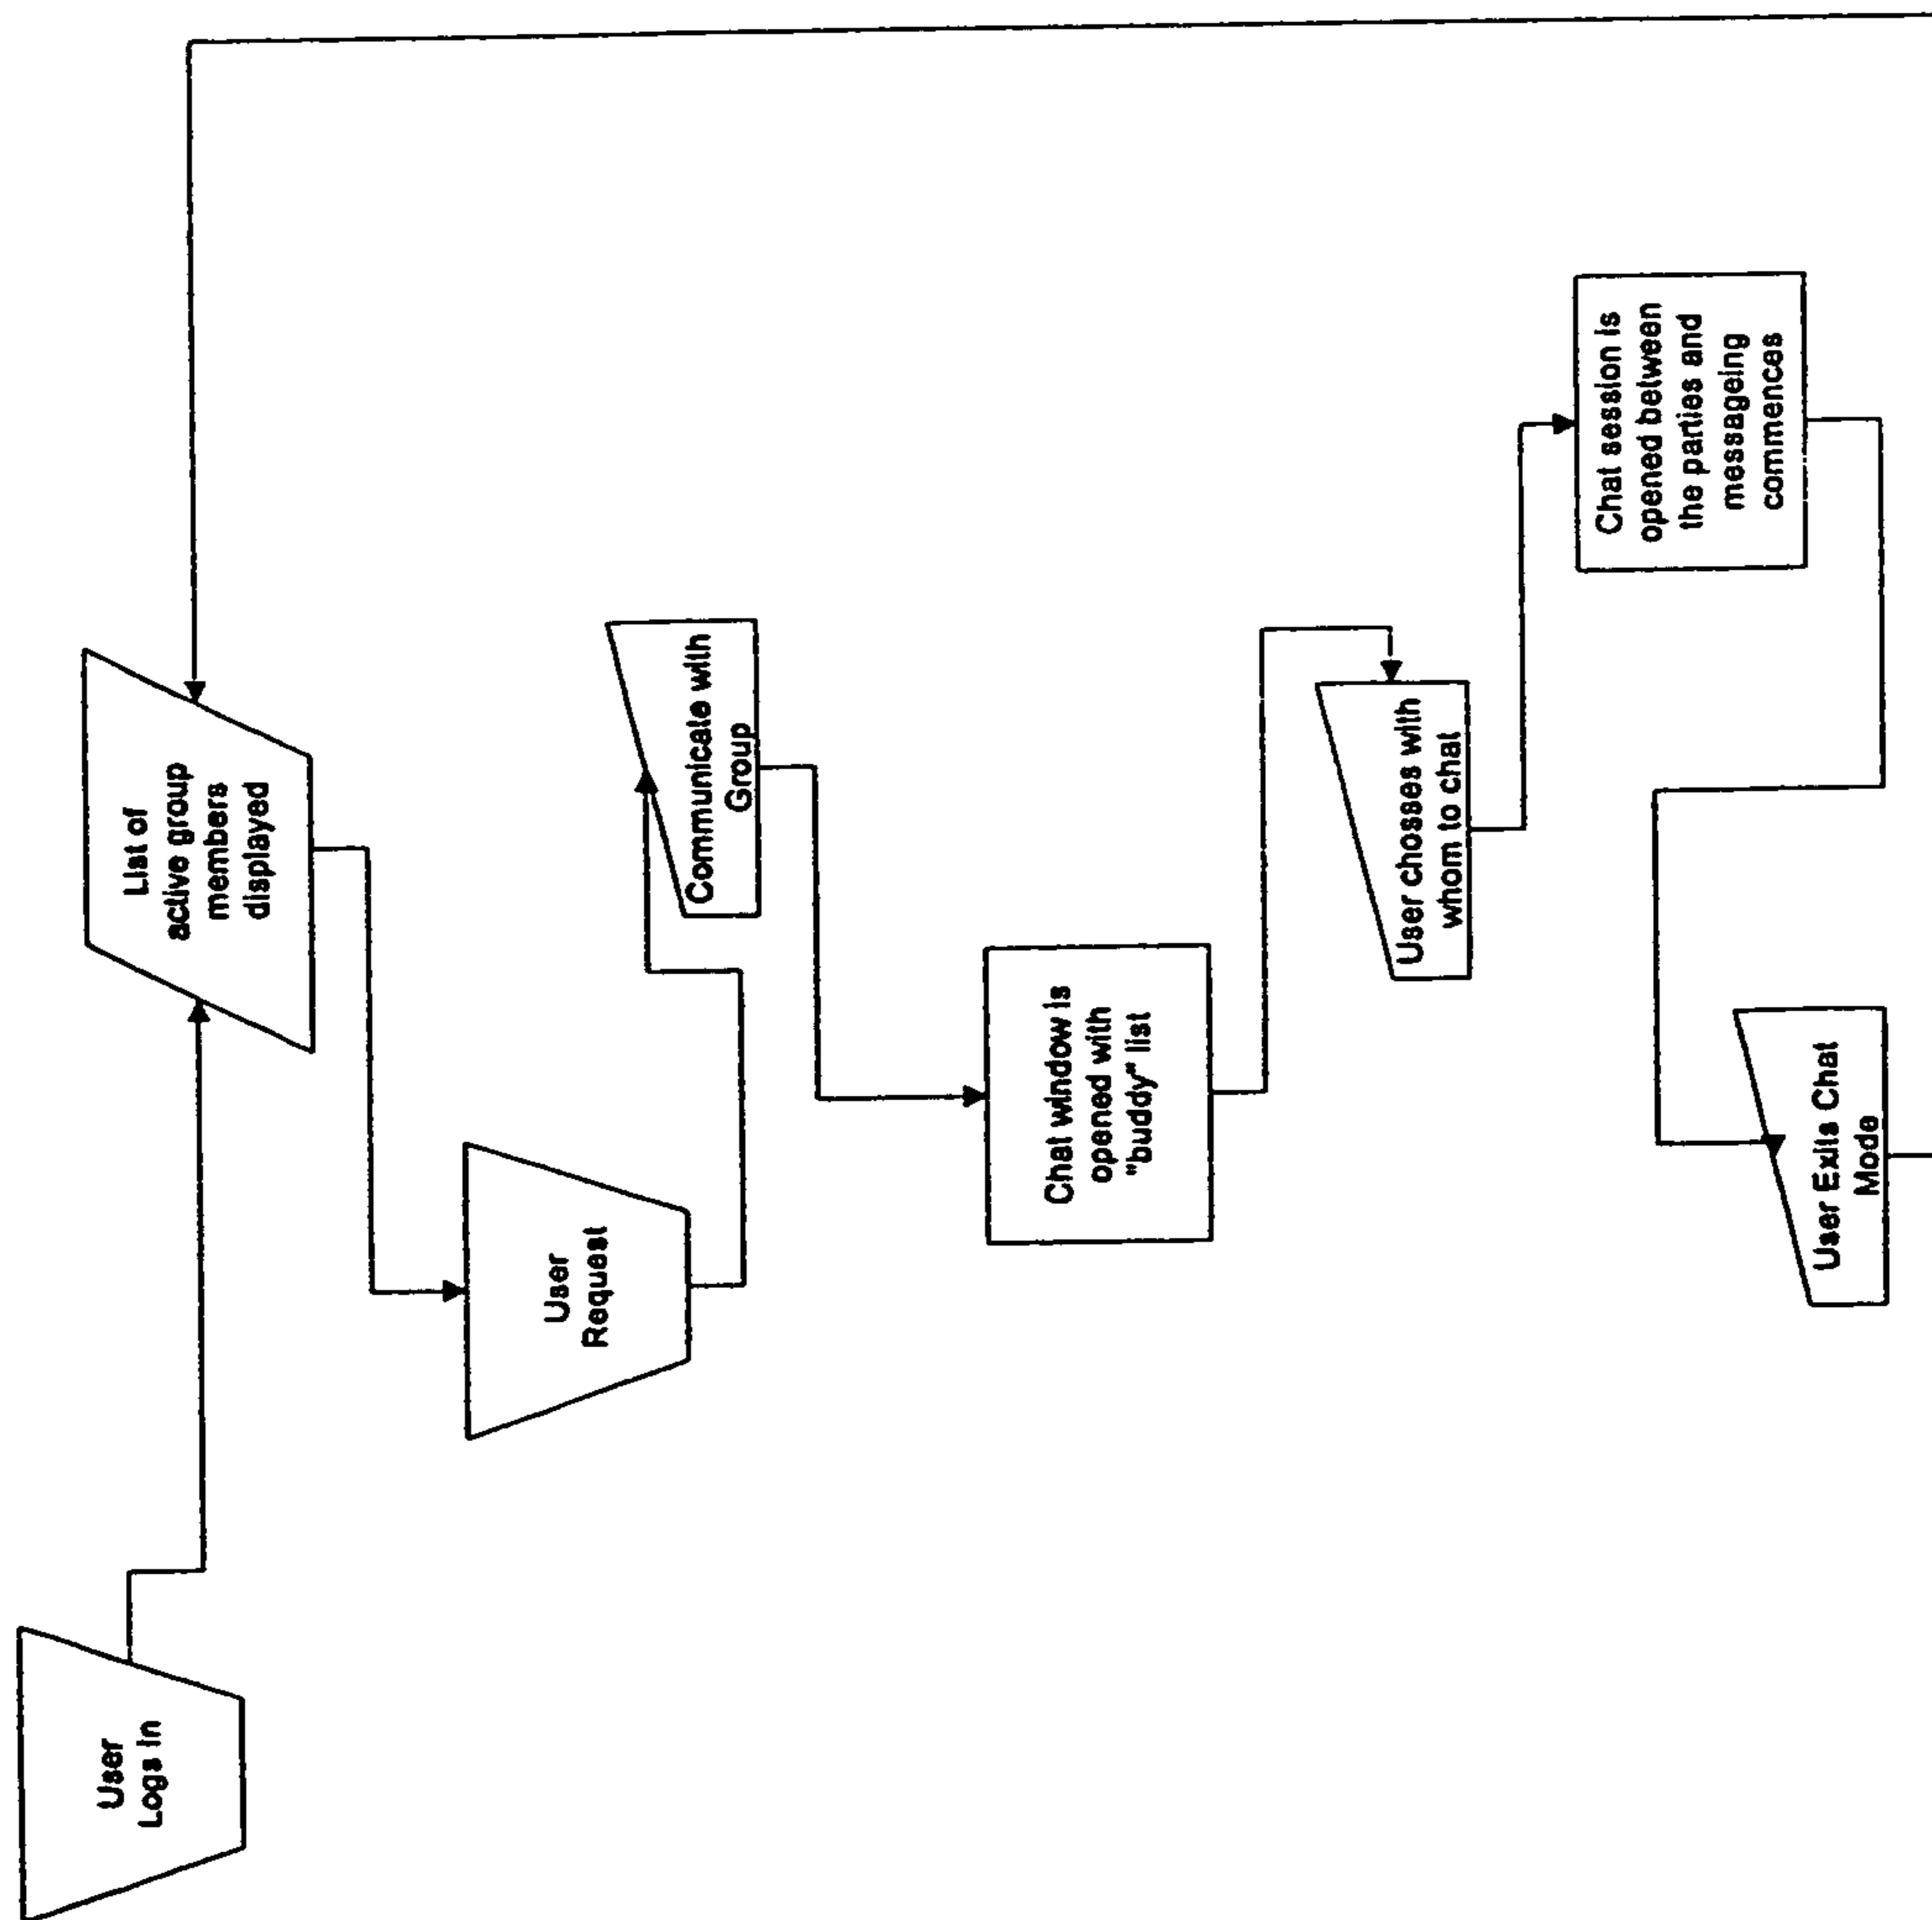 User
Logs in
List of
active group
members
displayed
User
Request
Communicate with
Group
Chat window is
opened with
"buddy" list
User chosses with
whom to chat
Chat session is
opened between
the parties and
messageing
commences
User Exits Chat
Mode